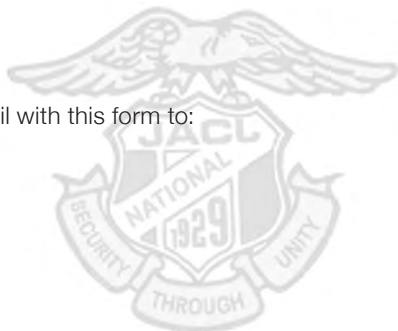 il with this form to:
JACL
NATIONAL
1929
SECURITY
THROUGH
UNITY